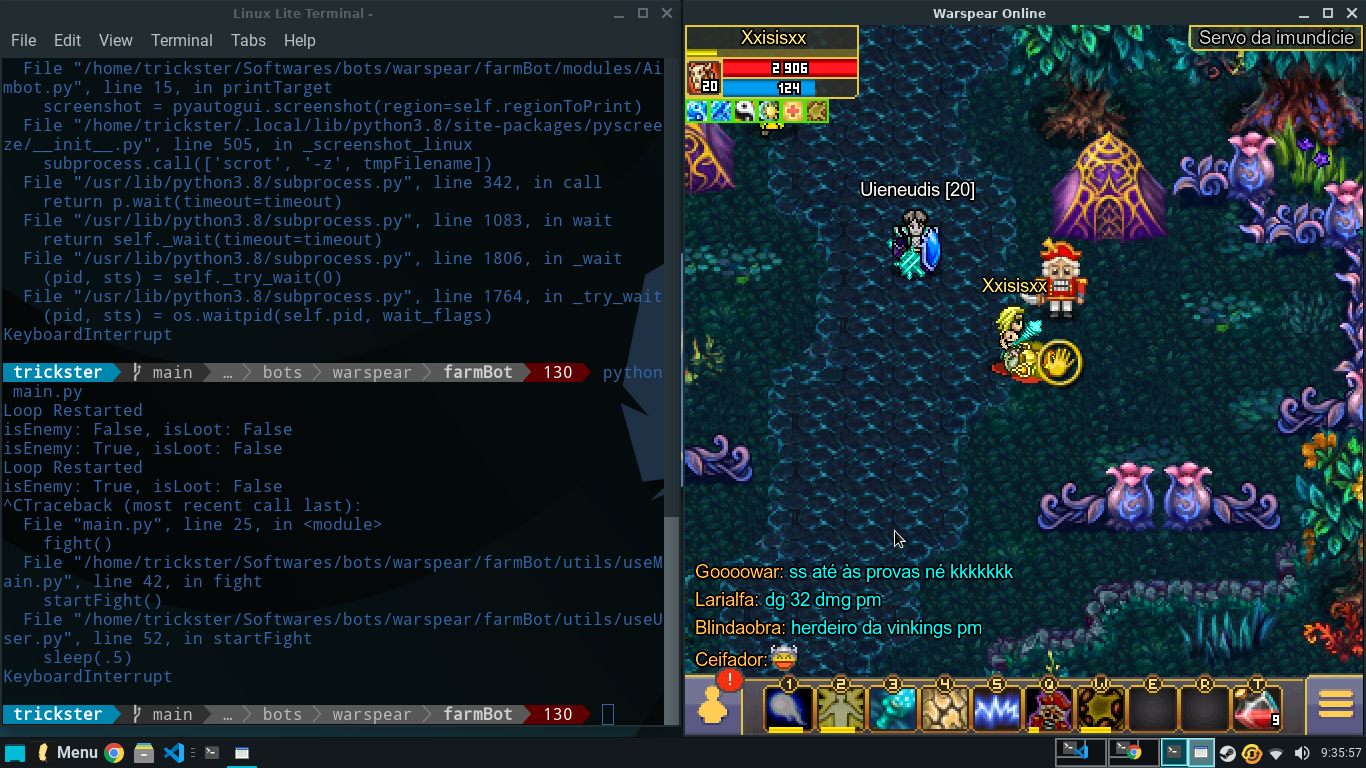 Linux Lite Terminal -
File Edit View Terminal Tabs Help
File "/home/trickster/Softwares/bots/warspear/farmBot/modules/Ai
mbot.py", line 15, in printTarget
screenshot = pyautogui.screenshot(region=self.regionToPrint)
File "/home/trickster/.local/lib/python3.8/site-packages/pyscree
ze/__init__.py", line 505, in _screenshot_linux
subprocess.call(['scrot', '-z', tmpFilename])
File "/usr/lib/python3.8/subprocess.py", line 342, in call
return p.wait(timeout=timeout)
File "/usr/lib/python3.8/subprocess.py", line 1083, in wait
return self._wait(timeout=timeout)
File "/usr/lib/python3.8/subprocess.py", line 1806, in _wait
(pid, sts) = self._try_wait(0)
File "/usr/lib/python3.8/subprocess.py", line 1764, in _try_wait
(pid, sts) = os.waitpid(self.pid, wait_flags)
KeyboardInterrupt
trickster main … bots warspear farmBot 130 python
main.py
Loop Restarted
isEnemy: False, isLoot: False
isEnemy: True, isLoot: False
Loop Restarted
isEnemy: True, isLoot: False
^CTraceback (most recent call last):
File "main.py", line 25, in <module>
fight()
File "/home/trickster/Softwares/bots/warspear/farmBot/utils/useM
ain.py", line 42, in fight
startFight()
File "/home/trickster/Softwares/bots/warspear/farmBot/utils/useU
ser.py", line 52, in startFight
sleep(.5)
KeyboardInterrupt
trickster main … bots warspear farmBot 130
Warspear Online
Xxisisxx
Servo da imundície
2 906
20
124
Uieneudis [20]
Xxisisxx
Goooowar: ss até às provas né kkkkkkk
Larialfa: dg 32 dmg pm
Blindaobra: herdeiro da vinkings pm
Ceifador:
!
1 2 3 4 5 Q W E R T
9
Menu
9:35:57